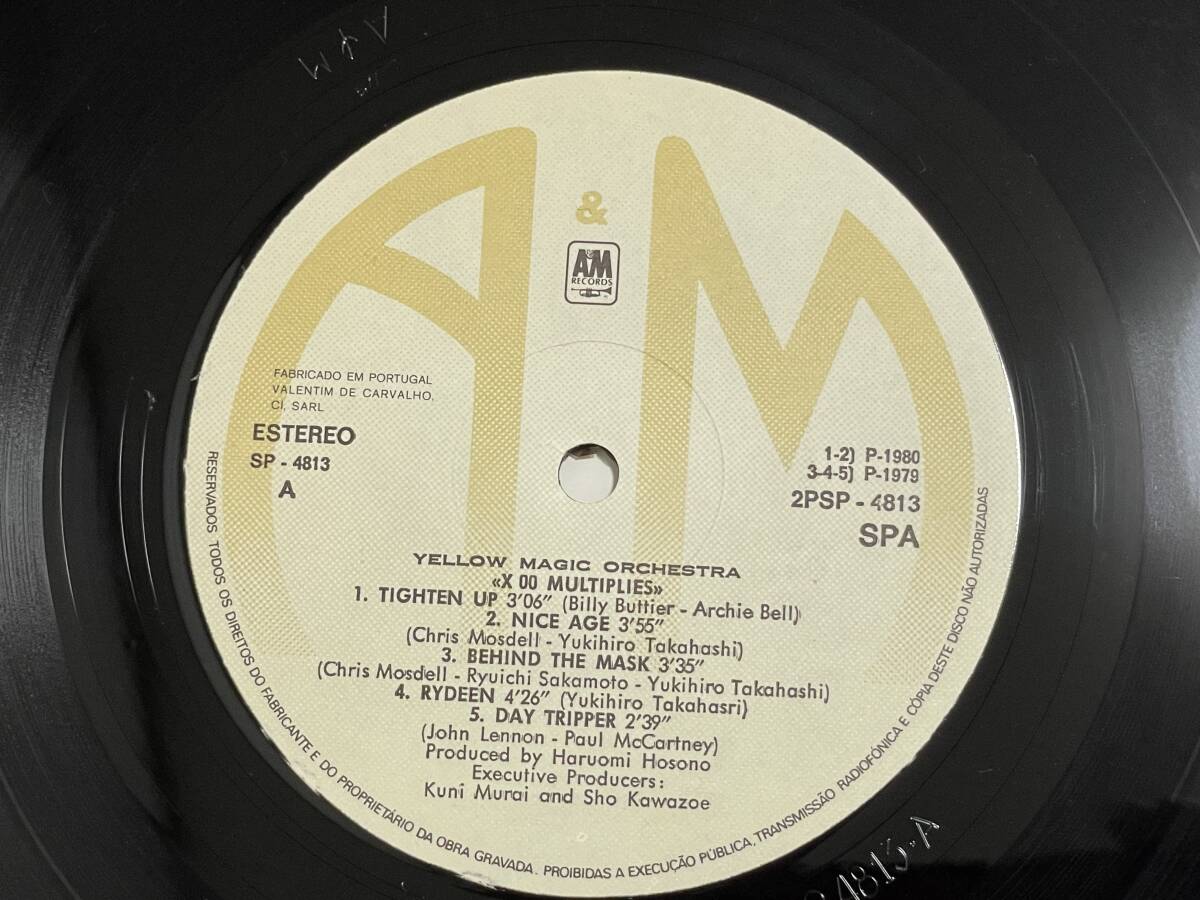 A&M
A & M
A&M
RECORDS
FABRICADO EM PORTUGAL
VALENTIM DE CARVALHO,
CI, SARL
ESTEREO
SP - 4813
A
1-2) P-1980
3-4-5) P-1979
2PSP - 4813
SPA
YELLOW MAGIC ORCHESTRA
«X OO MULTIPLIES»
1. TIGHTEN UP 3'06" (Billy Buttier - Archie Bell)
2. NICE AGE 3'55"
(Chris Mosdell - Yukihiro Takahashi)
3. BEHIND THE MASK 3'35"
(Chris Mosdell - Ryuichi Sakamoto - Yukihiro Takahashi)
4. RYDEEN 4'26" (Yukihiro Takahasri)
5. DAY TRIPPER 2'39"
(John Lennon - Paul McCartney)
Produced by Haruomi Hosono
Executive Producers:
Kuni Murai and Sho Kawazoe
RESERVADOS TODOS OS DIREITOS DO FABRICANTE E DO PROPRIETÁRIO DA OBRA GRAVADA. PROIBIDAS A EXECUÇÃO PÚBLICA, TRANSMISSÃO RADIOFÓNICA E CÓPIA DESTE DISCO NÃO AUTORIZADAS
4813·A